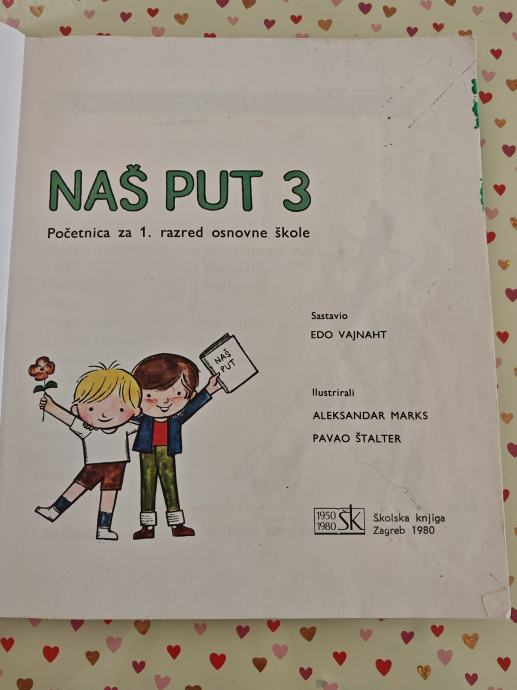 NAŠ PUT 3
Početnica za 1. razred osnovne škole
Sastavio
EDO VAJNAHT
NAŠ
PUT
Ilustrirali
ALEKSANDAR MARKS
PAVAO ŠTALTER
1950
1980
ŠK
Školska knjiga
Zagreb 1980